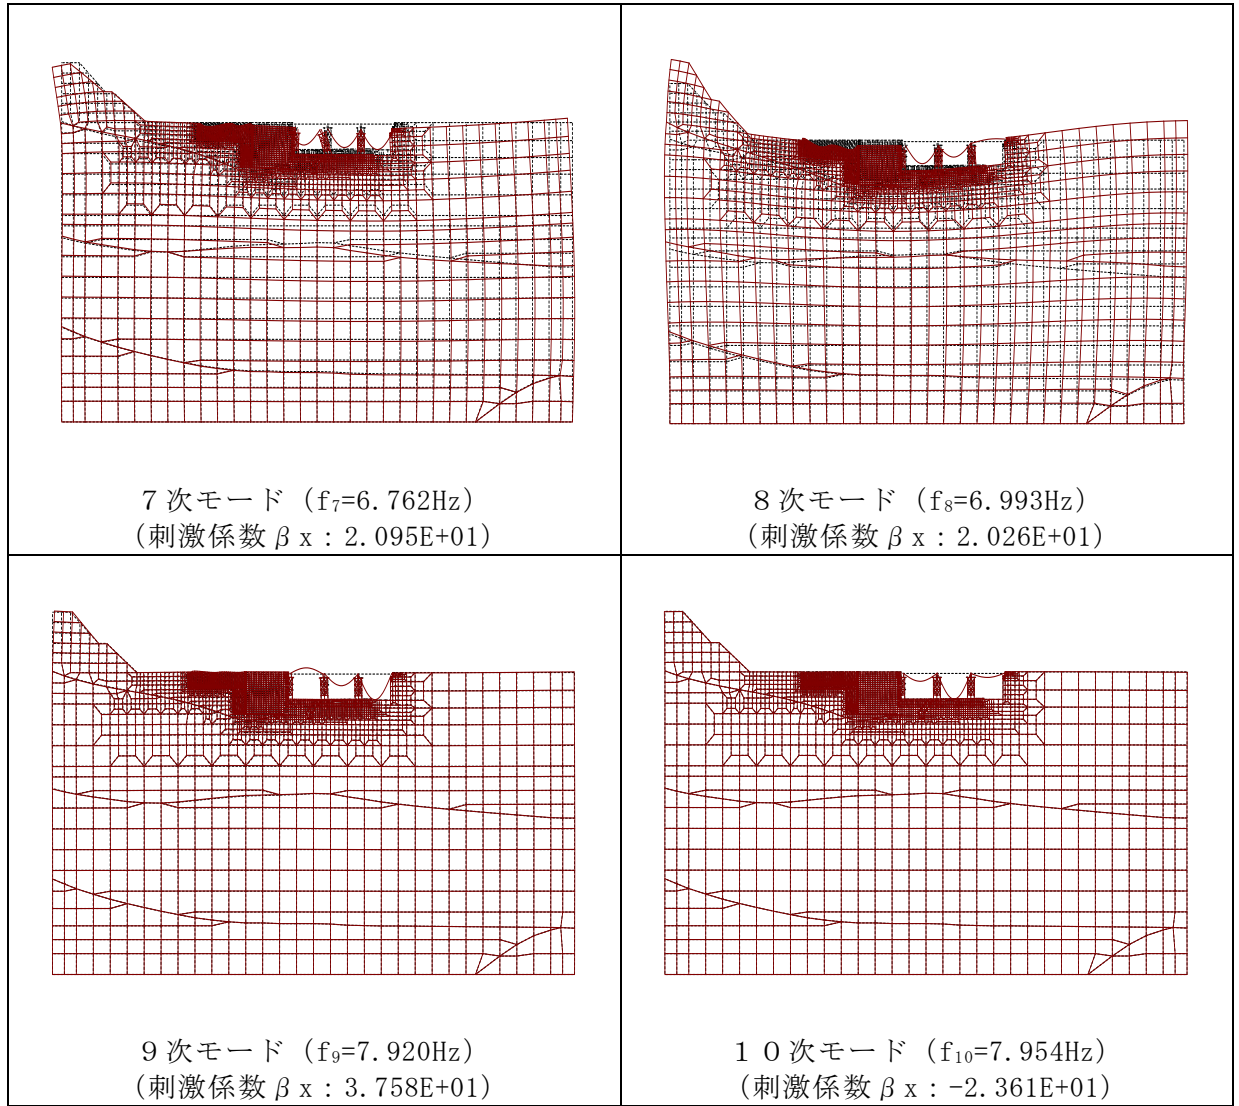 ７次モード（f₇=6.762Hz）
（刺激係数βx：2.095E+01）
８次モード（f₈=6.993Hz）
（刺激係数βx：2.026E+01）
９次モード（f₉=7.920Hz）
（刺激係数βx：3.758E+01）
１０次モード（f₁₀=7.954Hz）
（刺激係数βx：-2.361E+01）